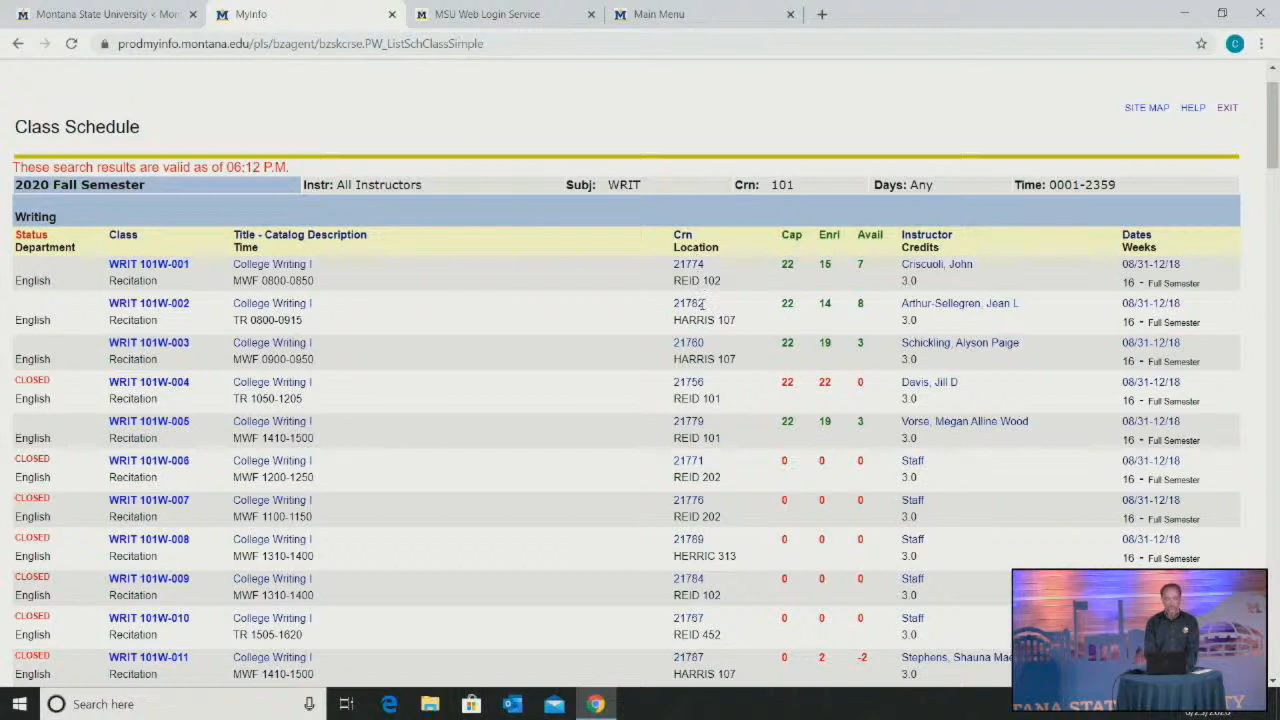 Montana State University < Mon
MyInfo
MSU Web Login Service
Main Menu
prodmyinfo.montana.edu/pls/bzagent/bzskcrse.PW_ListSchClassSimple
C
SITE MAP HELP EXIT
Class Schedule
These search results are valid as of 06:12 P.M.
2020 Fall Semester Instr: All Instructors Subj: WRIT Crn: 101 Days: Any Time: 0001-2359
Writing
Status Class Title - Catalog Description Crn Cap Enrl Avail Instructor Dates
Department Time Location Credits Weeks
WRIT 101W-001 College Writing I 21774 22 15 7 Criscuoli, John 08/31-12/18
English Recitation MWF 0800-0850 REID 102 3.0 16 - Full Semester
WRIT 101W-002 College Writing I 21782 22 14 8 Arthur-Sellegren, Jean L 08/31-12/18
English Recitation TR 0800-0915 HARRIS 107 3.0 16 - Full Semester
WRIT 101W-003 College Writing I 21760 22 19 3 Schickling, Alyson Paige 08/31-12/18
English Recitation MWF 0900-0950 HARRIS 107 3.0 16 - Full Semester
CLOSED WRIT 101W-004 College Writing I 21756 22 22 0 Davis, Jill D 08/31-12/18
English Recitation TR 1050-1205 REID 101 3.0 16 - Full Semester
WRIT 101W-005 College Writing I 21779 22 19 3 Vorse, Megan Alline Wood 08/31-12/18
English Recitation MWF 1410-1500 REID 101 3.0 16 - Full Semester
CLOSED WRIT 101W-006 College Writing I 21771 0 0 0 Staff 08/31-12/18
English Recitation MWF 1200-1250 REID 202 3.0 16 - Full Semester
CLOSED WRIT 101W-007 College Writing I 21776 0 0 0 Staff 08/31-12/18
English Recitation MWF 1100-1150 REID 202 3.0 16 - Full Semester
CLOSED WRIT 101W-008 College Writing I 21789 0 0 0 Staff 08/31-12/18
English Recitation MWF 1310-1400 HERRIC 313 3.0 16 - Full Semester
CLOSED WRIT 101W-009 College Writing I 21784 0 0 0 Staff
English Recitation MWF 1310-1400 REID 102 3.0
CLOSED WRIT 101W-010 College Writing I 21767 0 0 0 Staff
English Recitation TR 1505-1620 REID 452 3.0
CLOSED WRIT 101W-011 College Writing I 21787 0 2 -2 Stephens, Shauna Mae
English Recitation MWF 1410-1500 HARRIS 107 3.0
TANA STA
Search here